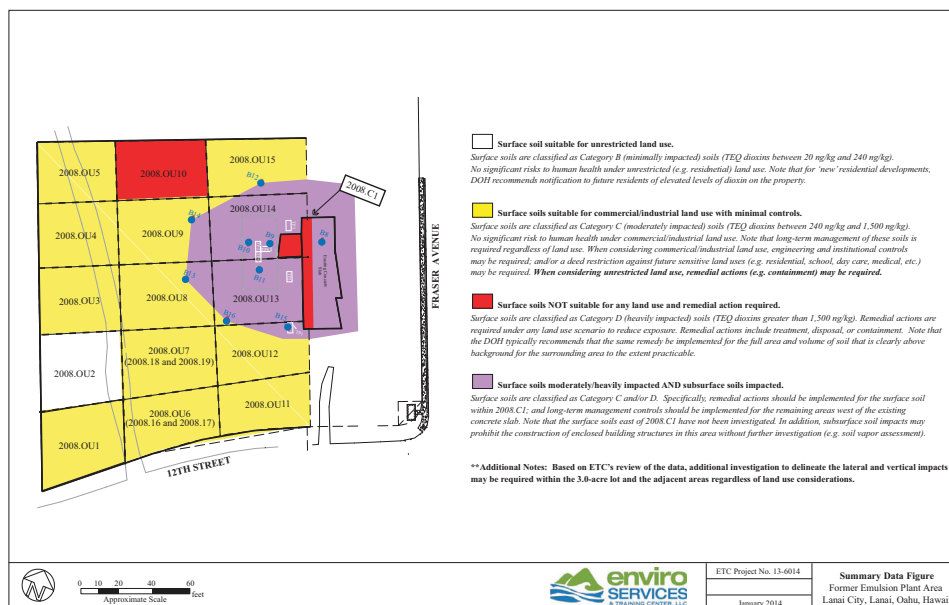 2008.OU5
2008.OU10
2008.OU15
B12
2008.C1
2008.OU14
2008.OU4
2008.OU9
B9
B8
B10
B11
2008.OU3
2008.OU8
2008.OU13
B13
B16
B15
FRASER AVENUE
2008.OU2
2008.OU7
(2008.18 and 2008.19)
2008.OU12
2008.OU11
2008.OU6
(2008.16 and 2008.17)
2008.OU1
12TH STREET
Surface soil suitable for unrestricted land use.
Surface soils are classified as Category B (minimally impacted) soils (TEQ dioxins between 20 ng/kg and 240 ng/kg).
No significant risks to human health under unrestricted (e.g. residnetial) land use. Note that for 'new' residential developments,
DOH recommends notification to future residents of elevated levels of dioxin on the property.
Surface soils suitable for commercial/industrial land use with minimal controls.
Surface soils are classified as Category C (moderately impacted) soils (TEQ dioxins between 240 ng/kg and 1,500 ng/kg).
No significant risk to human health under commercial/industrial land use. Note that long-term management of these soils is
required regardless of land use. When considering commerical/industrial land use, engineering and institutional controls
may be required; and/or a deed restriction against future sensitive land uses (e.g. residential, school, day care, medical, etc.)
may be required. When considering unrestricted land use, remedial actions (e.g. containment) may be required.
Surface soils NOT suitable for any land use and remedial action required.
Surface soils are classified as Category D (heavily impacted) soils (TEQ dioxins greater than 1,500 ng/kg). Remedial actions are
required under any land use scenario to reduce exposure. Remedial actions include treatment, disposal, or containment. Note that
the DOH typically recommends that the same remedy be implemented for the full area and volume of soil that is clearly above
background for the surrounding area to the extent practicable.
Surface soils moderately/heavily impacted AND subsurface soils impacted.
Surface soils are classified as Category C and/or D. Specifically, remedial actions should be implemented for the surface soil
within 2008.C1; and long-term management controls should be implemented for the remaining areas west of the existing
concrete slab. Note that the surface soils east of 2008.C1 have not been investigated. In addition, subsurface soil impacts may
prohibit the construction of enclosed building structures in this area without further investigation (e.g. soil vapor assessment).
**Additional Notes: Based on ETC's review of the data, additional investigation to delineate the lateral and vertical impacts
may be required within the 3.0-acre lot and the adjacent areas regardless of land use considerations.
0 10 20 40 60
feet
Approximate Scale
enviro
SERVICES
& TRAINING CENTER, LLC
ETC Project No. 13-6014
January 2014
Summary Data Figure
Former Emulsion Plant Area
Lanai City, Lanai, Oahu, Hawaii